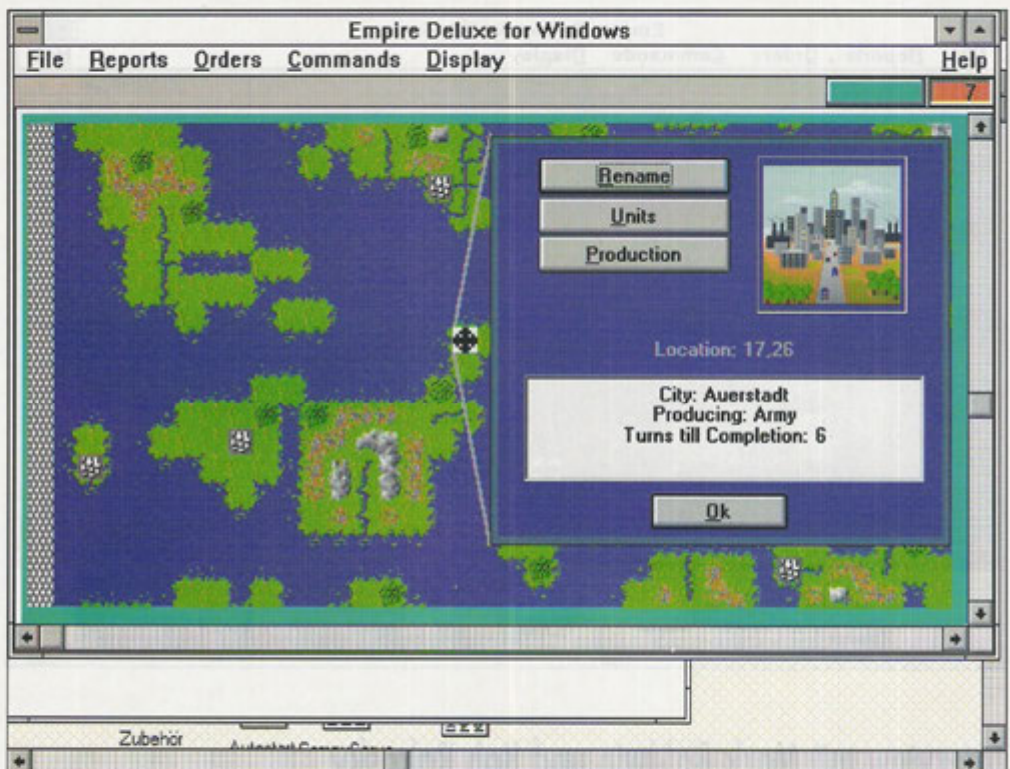 Empire Deluxe for Windows
File Reports Orders Commands Display Help
7
Rename
Units
Production
Location: 17,26
City: Auerstadt
Producing: Army
Turns till Completion: 6
Ok
Zubehör